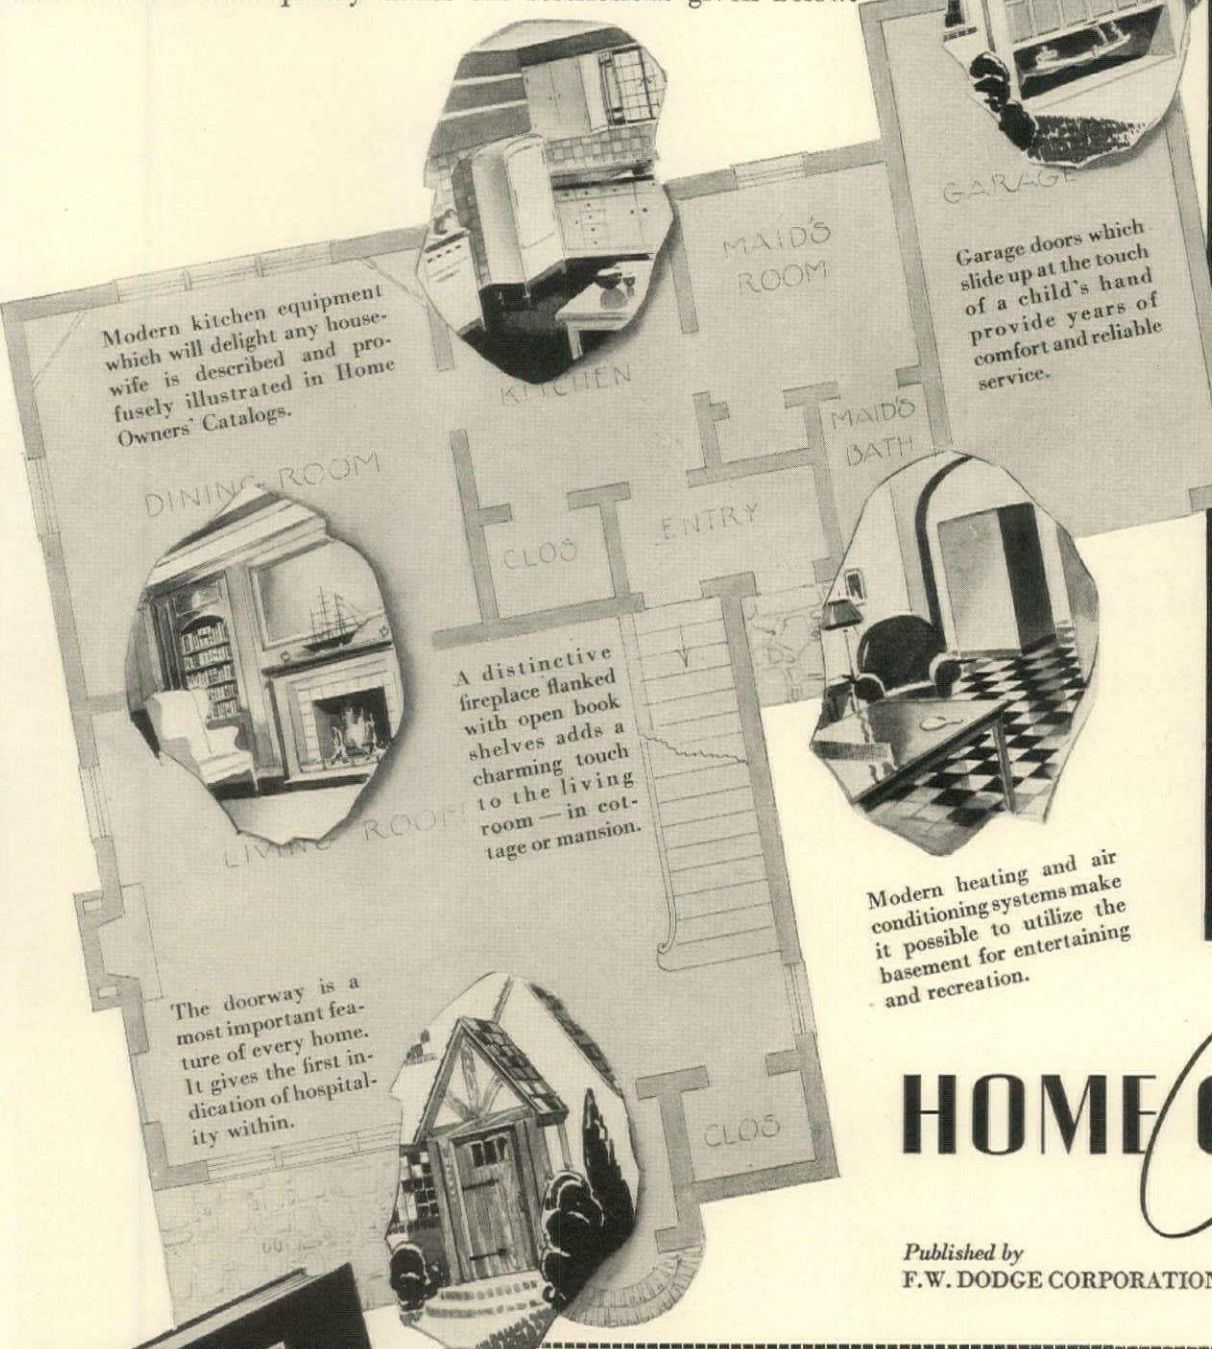 given below.
GARAGE
MAID'S
ROOM
Garage doors which
slide up at the touch
of a child's hand
provide years of
comfort and reliable
service.
Modern kitchen equipment
which will delight any house-
wife is described and pro-
fusely illustrated in Home
Owners' Catalogs.
KITCHEN
MAID'S
BATH
DINING ROOM
ENTRY
CLOS
A distinctive
fireplace flanked
with open book
shelves adds a
charming touch
to the living
room — in cot-
tage or mansion.
LIVING ROOM
Modern heating and air
conditioning systems make
it possible to utilize the
basement for entertaining
and recreation.
The doorway is a
most important fea-
ture of every home.
It gives the first in-
dication of hospital-
ity within.
CLOS
HOME
Published by
F.W. DODGE CORPORATION